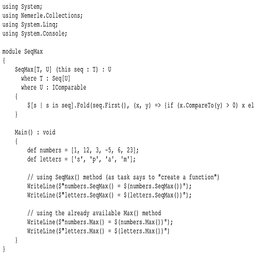 using System;
using Nemerle.Collections;
using System.Linq;
using System.Console;
module SeqMax
{
SeqMax[T, U] (this seq : T) : U
where T : Seq[U]
where U : IComparable
{
$[s | s in seq].Fold(seq.First(), (x, y) => {if (x.CompareTo(y) > 0) x el
}
Main() : void
{
def numbers = [1, 12, 3, -5, 6, 23];
def letters = ['s', 'p', 'a', 'm'];
// using SeqMax() method (as task says to "create a function")
WriteLine($"numbers.SeqMax() = $(numbers.SeqMax())");
WriteLine($"letters.SeqMax() = $(letters.SeqMax())");
// using the already available Max() method
WriteLine($"numbers.Max() = $(numbers.Max())");
WriteLine($"letters.Max() = $(letters.Max())")
}
}